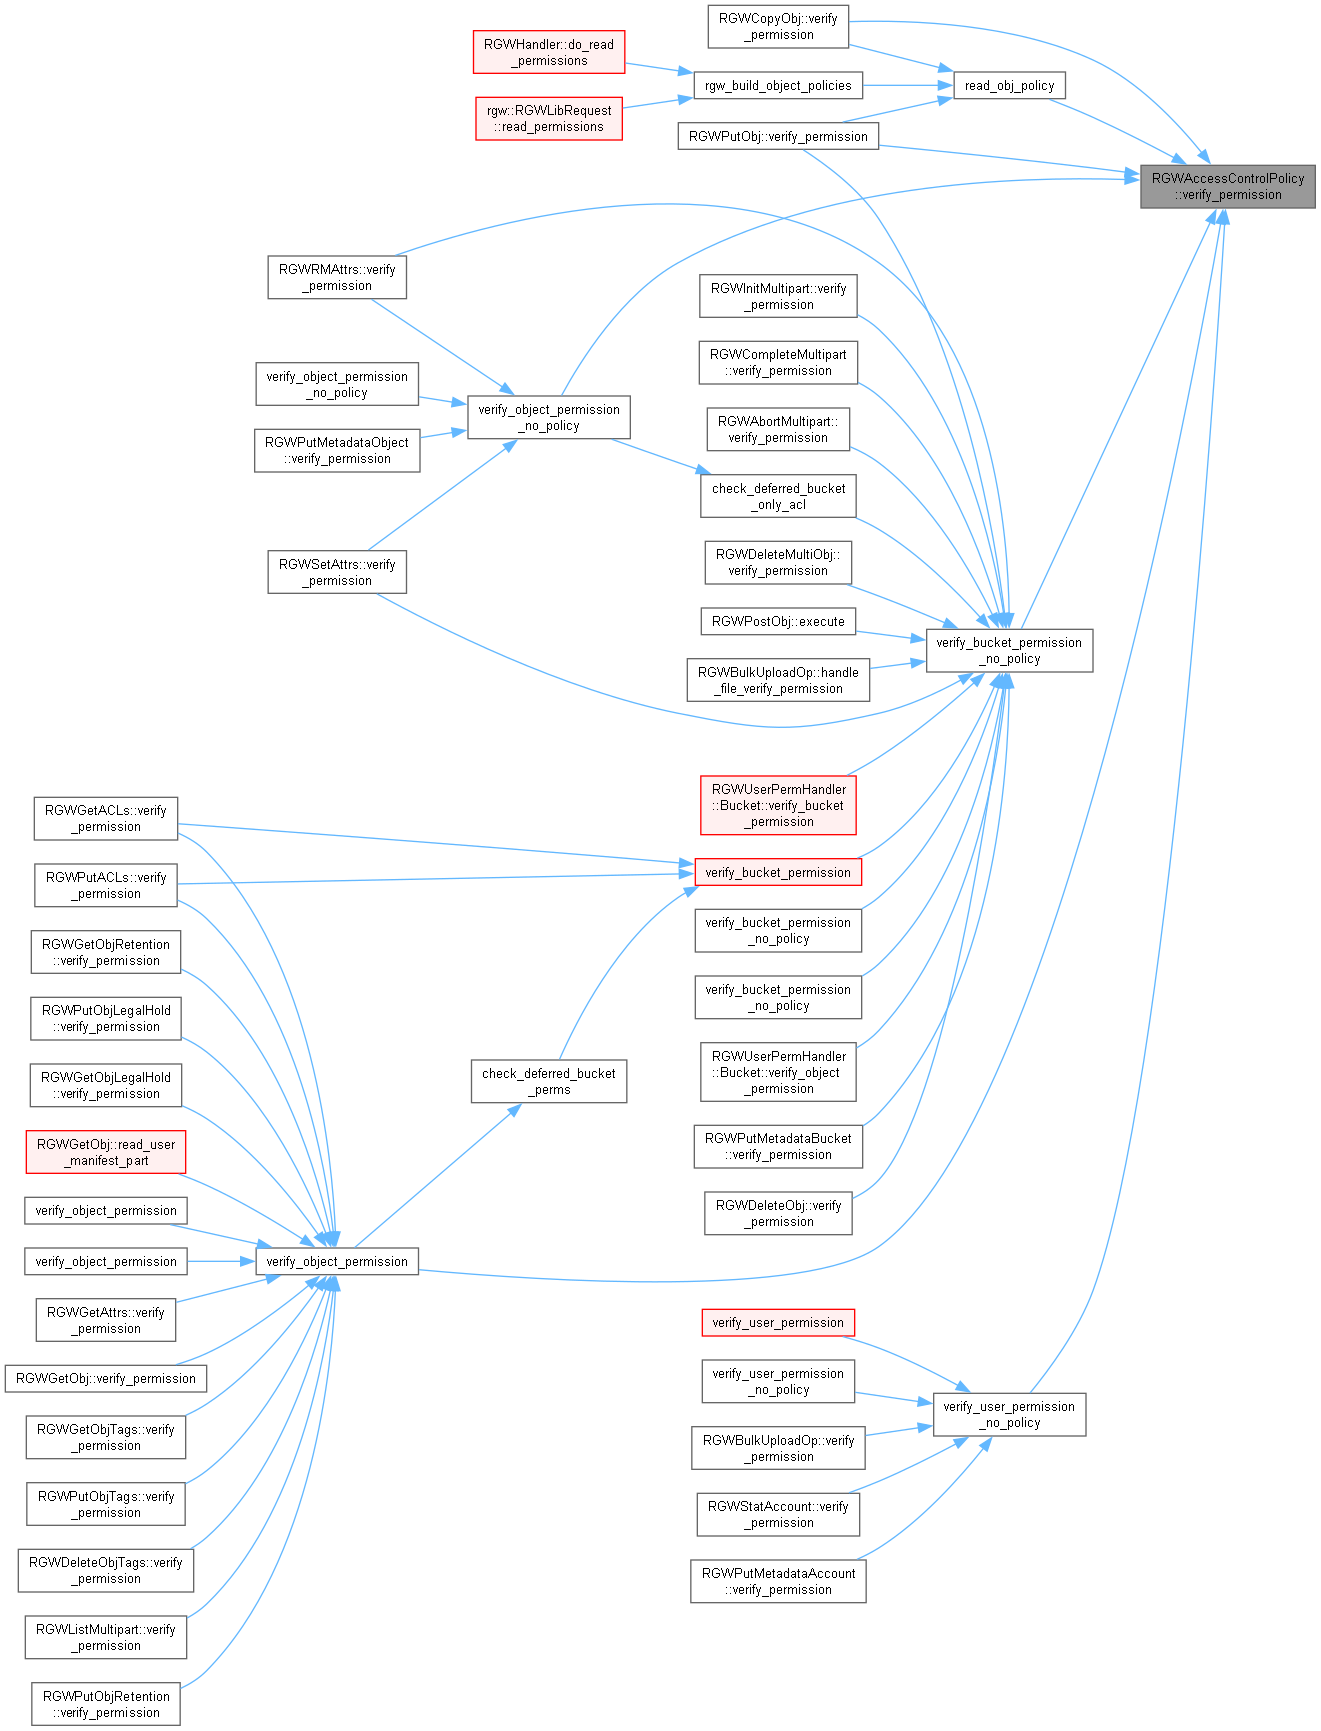 RGWCopyObj::verify
_permission
RGWHandler::do_read
_permissions
rgw_build_object_policies
read_obj_policy
rgw::RGWLibRequest
::read_permissions
RGWPutObj::verify_permission
RGWAccessControlPolicy
::verify_permission
RGWRMAttrs::verify
_permission
RGWInitMultipart::verify
_permission
RGWCompleteMultipart
::verify_permission
verify_object_permission
_no_policy
verify_object_permission
_no_policy
RGWAbortMultipart::
verify_permission
RGWPutMetadataObject
::verify_permission
check_deferred_bucket
_only_acl
RGWDeleteMultiObj::
verify_permission
RGWSetAttrs::verify
_permission
RGWPostObj::execute
verify_bucket_permission
_no_policy
RGWBulkUploadOp::handle
_file_verify_permission
RGWUserPermHandler
::Bucket::verify_bucket
_permission
RGWGetACLs::verify
_permission
RGWPutACLs::verify
_permission
verify_bucket_permission
verify_bucket_permission
_no_policy
RGWGetObjRetention
::verify_permission
verify_bucket_permission
_no_policy
RGWPutObjLegalHold
::verify_permission
RGWUserPermHandler
::Bucket::verify_object
_permission
RGWGetObjLegalHold
::verify_permission
check_deferred_bucket
_perms
RGWPutMetadataBucket
::verify_permission
RGWGetObj::read_user
_manifest_part
RGWDeleteObj::verify
_permission
verify_object_permission
verify_object_permission
verify_object_permission
RGWGetAttrs::verify
_permission
verify_user_permission
RGWGetObj::verify_permission
verify_user_permission
_no_policy
verify_user_permission
_no_policy
RGWGetObjTags::verify
_permission
RGWBulkUploadOp::verify
_permission
RGWPutObjTags::verify
_permission
RGWStatAccount::verify
_permission
RGWDeleteObjTags::verify
_permission
RGWPutMetadataAccount
::verify_permission
RGWListMultipart::verify
_permission
RGWPutObjRetention
::verify_permission